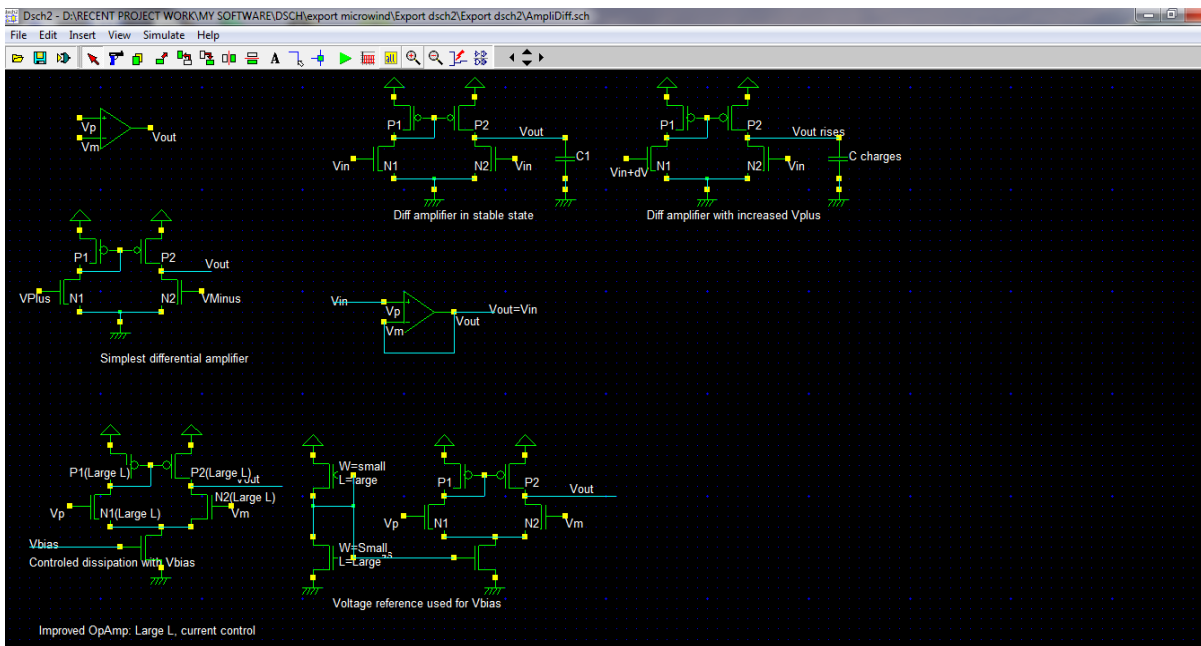 Dsch2 - D:\RECENT PROJECT WORK\MY SOFTWARE\DSCH\export microwind\Export dsch2\Export dsch2\AmpliDiff.sch
File Edit Insert View Simulate Help
Vp
Vm
Vout
P1 P2 Vout
Vin N1 N2 Vin C1
Diff amplifier in stable state
P1 P2 Vout rises
Vin+dV N1 N2 Vin C charges
Diff amplifier with increased Vplus
P1 P2 Vout
VPlus N1 N2 VMinus
Simplest differential amplifier
Vin Vp Vout=Vin
Vm Vout
P1(Large L) P2(Large L) Vout
N2(Large L)
Vp N1(Large L) Vm
Vbias
Controled dissipation with Vbias
Improved OpAmp: Large L, current control
W=small
L=large
P1 P2 Vout
Vp N1 N2 Vm
W=Small
L=Large
Voltage reference used for Vbias